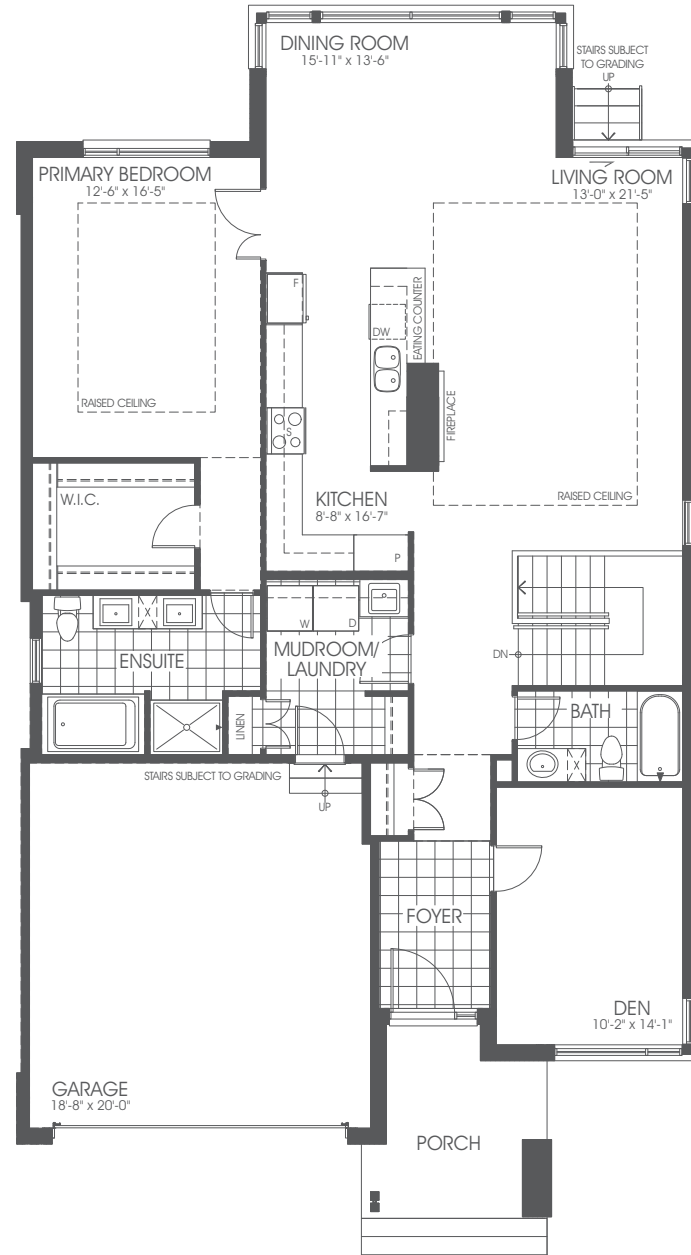 DINING ROOM
15'-11" x 13'-6"
STAIRS SUBJECT
TO GRADING
UP
PRIMARY BEDROOM
12'-6" x 16'-5"
LIVING ROOM
13'-0" x 21'-5"
F
DW
EATING COUNTER
RAISED CEILING
S
FIREPLACE
W.I.C.
KITCHEN
8'-8" x 16'-7"
RAISED CEILING
P
W
D
ENSUITE
MUDROOM/
LAUNDRY
DN
LINEN
BATH
STAIRS SUBJECT TO GRADING
UP
FOYER
DEN
10'-2" x 14'-1"
GARAGE
18'-8" x 20'-0"
PORCH